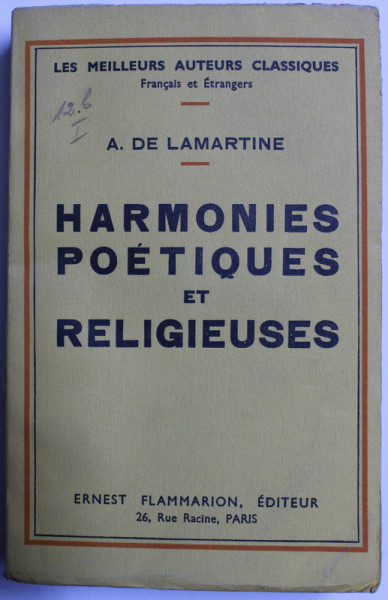 LES MEILLEURS AUTEURS CLASSIQUES
Français et Étrangers
12.6
I
A. DE LAMARTINE
HARMONIES
POÉTIQUES
ET
RELIGIEUSES
ERNEST FLAMMARION, ÉDITEUR
26, Rue Racine, PARIS